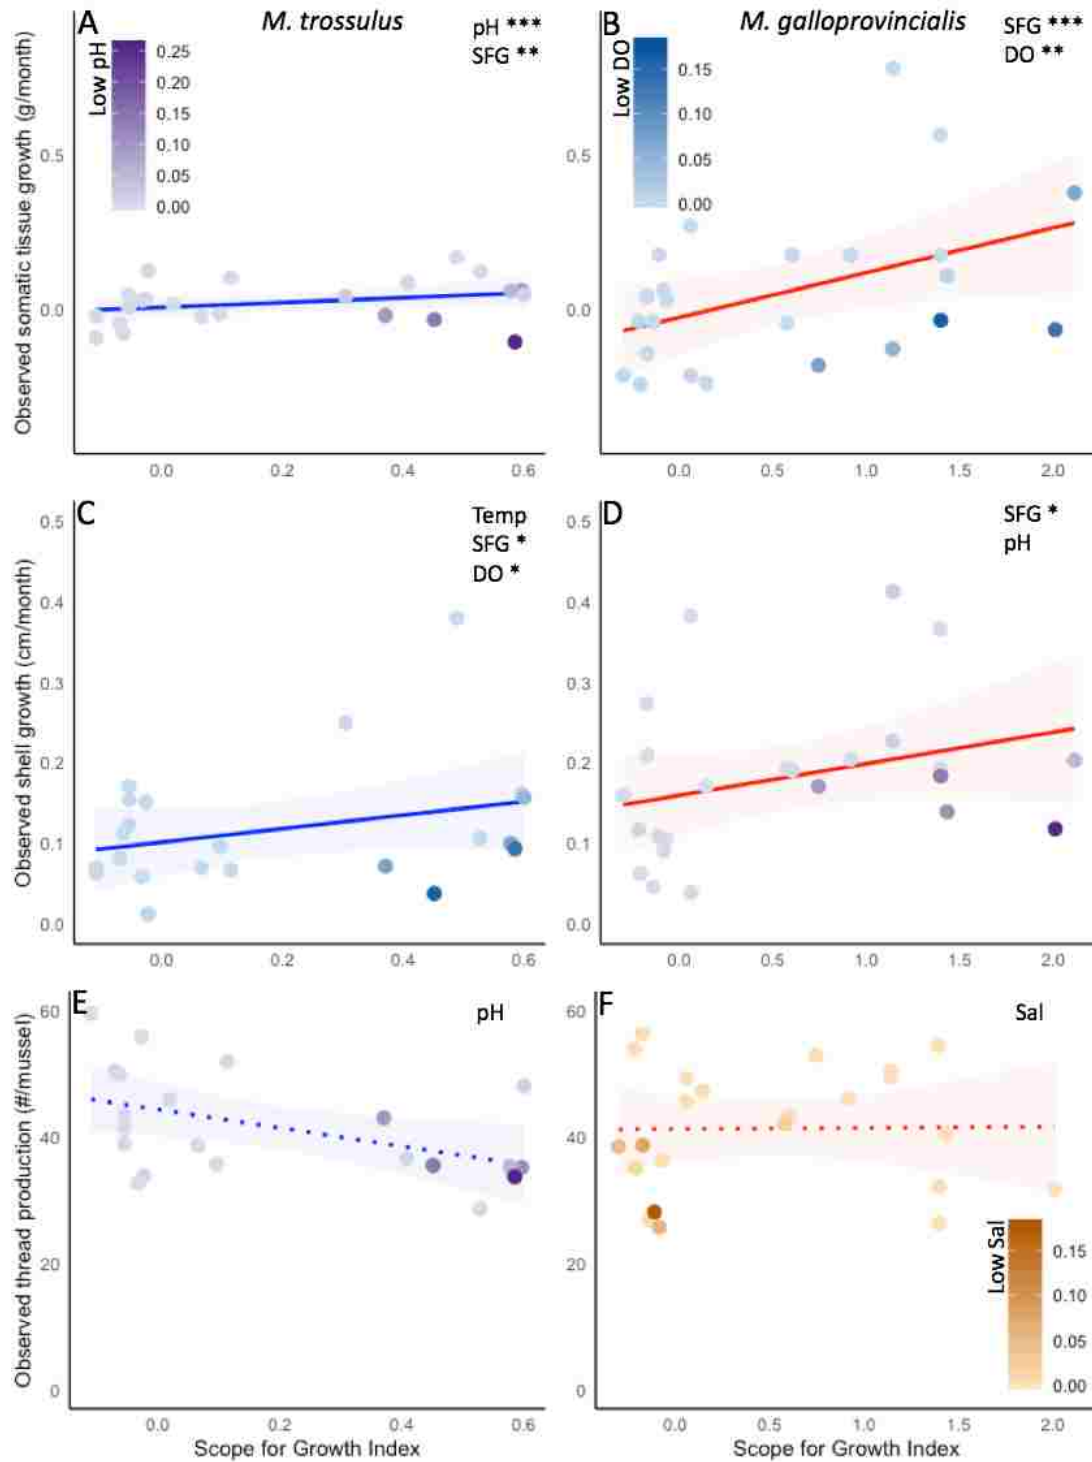 A
M. trossulus
pH ***
SFG **
Low pH
0.25
0.20
0.15
0.10
0.05
0.00
Observed somatic tissue growth (g/month)
0.5
0.0
0.0 0.2 0.4 0.6
B
M. galloprovincialis
SFG ***
DO **
Low DO
0.15
0.10
0.05
0.00
0.5
0.0
0.0 0.5 1.0 1.5 2.0
C
Temp
SFG *
DO *
Observed shell growth (cm/month)
0.5
0.4
0.3
0.2
0.1
0.0
0.0 0.2 0.4 0.6
D
SFG *
pH
0.5
0.4
0.3
0.2
0.1
0.0
0.0 0.5 1.0 1.5 2.0
E
pH
Observed thread production (#/mussel)
60
40
20
0
0.0 0.2 0.4 0.6
Scope for Growth Index
F
Sal
60
40
20
0
Low Sal
0.15
0.10
0.05
0.00
0.0 0.5 1.0 1.5 2.0
Scope for Growth Index